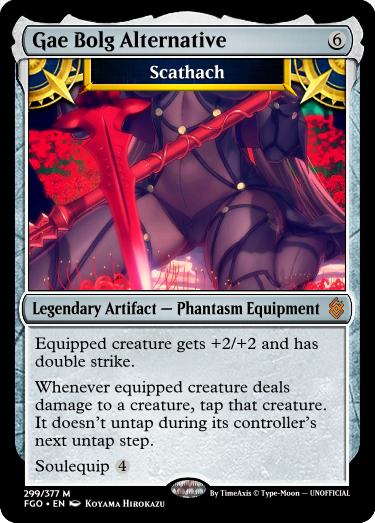 Gae Bolg Alternative 6
Scathach
Legendary Artifact — Phantasm Equipment
Equipped creature gets +2/+2 and has
double strike.
Whenever equipped creature deals
damage to a creature, tap that creature.
It doesn't untap during its controller's
next untap step.
Soulequip 4
299/377 M
FGO • EN Koyama Hirokazu
By TimeAxis © Type-Moon — UNOFFICIAL